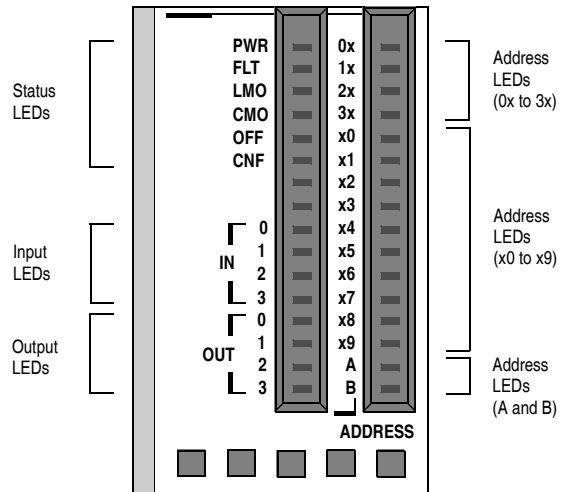 Status
LEDs
Input
LEDs
Output
LEDs
PWR
FLT
LMO
CMO
OFF
CNF
IN
0
1
2
3
OUT
0
1
2
3
0x
1x
2x
3x
x0
x1
x2
x3
x4
x5
x6
x7
x8
x9
A
B
ADDRESS
Address
LEDs
(0x to 3x)
Address
LEDs
(x0 to x9)
Address
LEDs
(A and B)